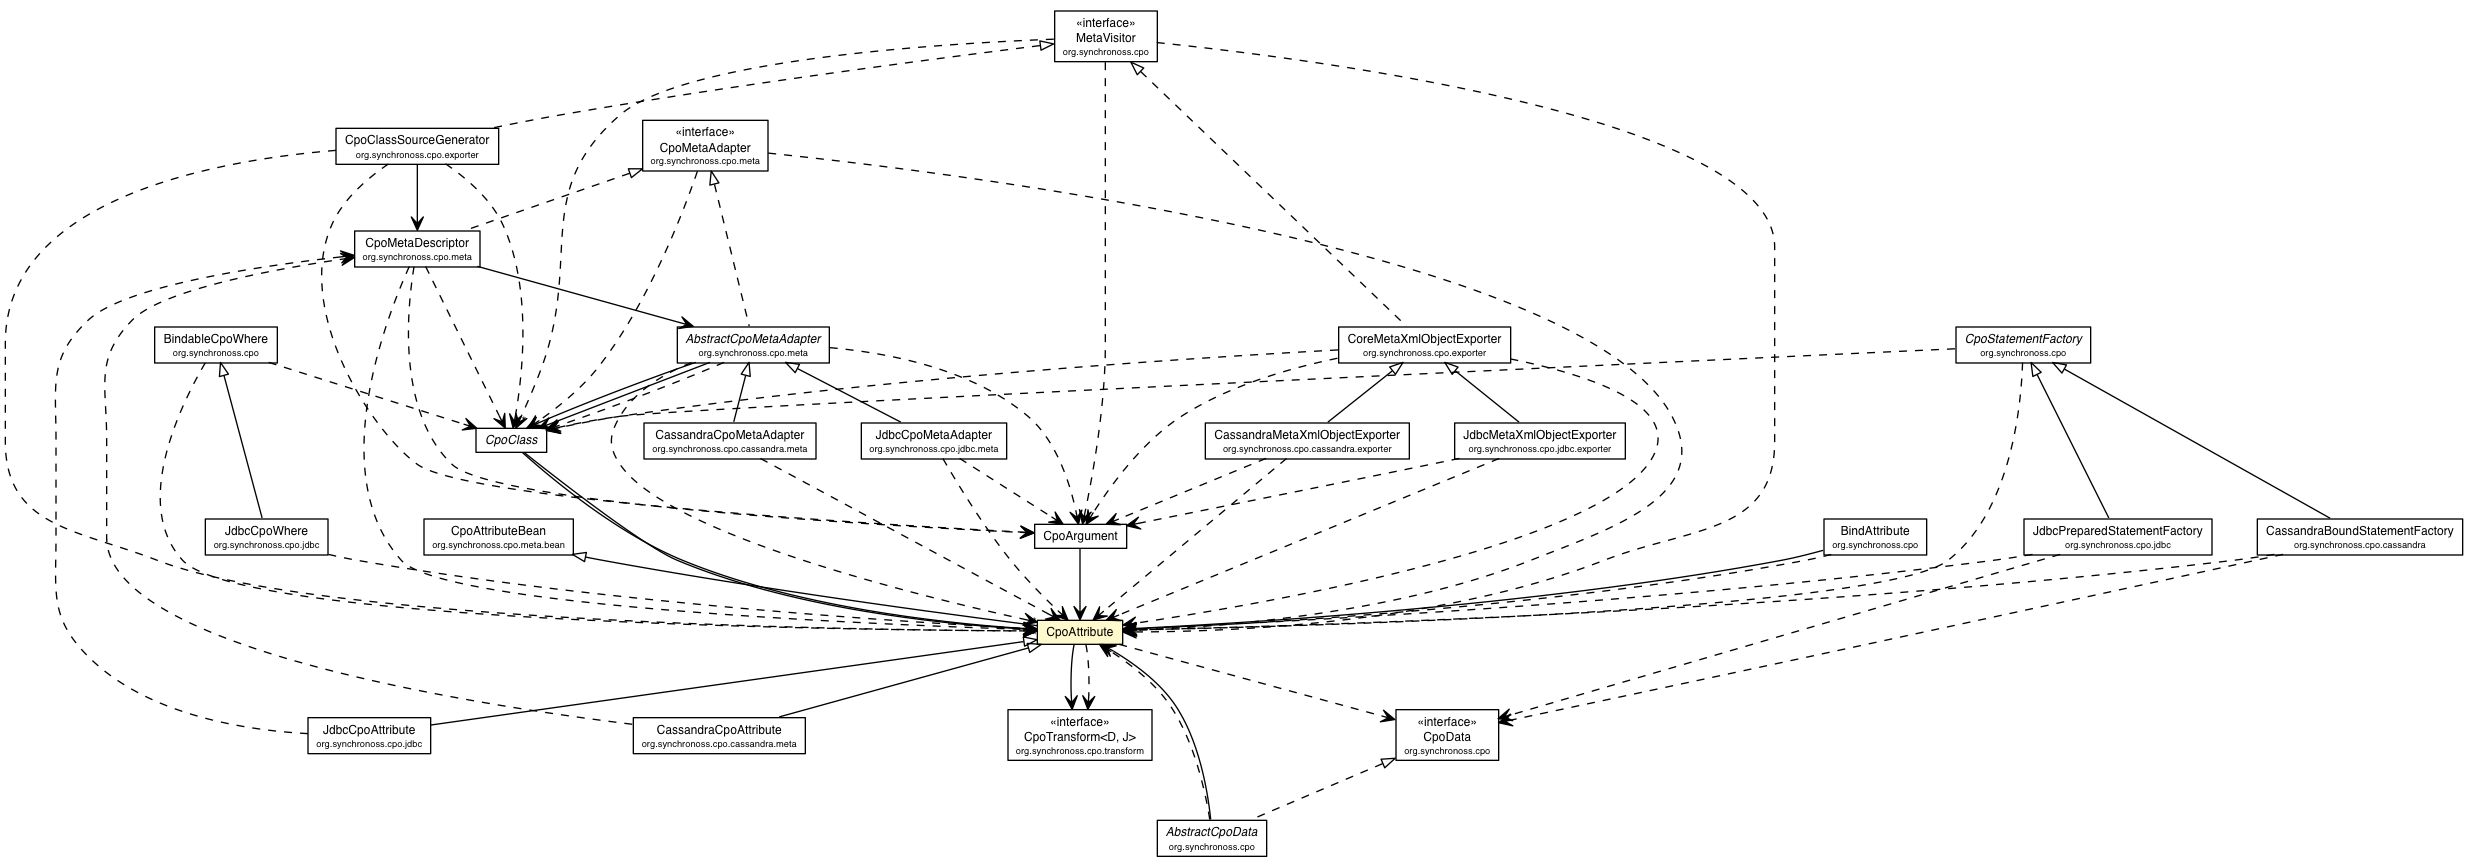 «interface»
MetaVisitor
org.synchronoss.cpo
CpoClassSourceGenerator
org.synchronoss.cpo.exporter
«interface»
CpoMetaAdapter
org.synchronoss.cpo.meta
CpoMetaDescriptor
org.synchronoss.cpo.meta
BindableCpoWhere
org.synchronoss.cpo
AbstractCpoMetaAdapter
org.synchronoss.cpo.meta
CoreMetaXmlObjectExporter
org.synchronoss.cpo.exporter
CpoStatementFactory
org.synchronoss.cpo
CpoClass
CassandraCpoMetaAdapter
org.synchronoss.cpo.cassandra.meta
JdbcCpoMetaAdapter
org.synchronoss.cpo.jdbc.meta
CassandraMetaXmlObjectExporter
org.synchronoss.cpo.cassandra.exporter
JdbcMetaXmlObjectExporter
org.synchronoss.cpo.jdbc.exporter
JdbcCpoWhere
org.synchronoss.cpo.jdbc
CpoAttributeBean
org.synchronoss.cpo.meta.bean
CpoArgument
BindAttribute
org.synchronoss.cpo
JdbcPreparedStatementFactory
org.synchronoss.cpo.jdbc
CassandraBoundStatementFactory
org.synchronoss.cpo.cassandra
CpoAttribute
JdbcCpoAttribute
org.synchronoss.cpo.jdbc
CassandraCpoAttribute
org.synchronoss.cpo.cassandra.meta
«interface»
CpoTransform<D, J>
org.synchronoss.cpo.transform
«interface»
CpoData
org.synchronoss.cpo
AbstractCpoData
org.synchronoss.cpo